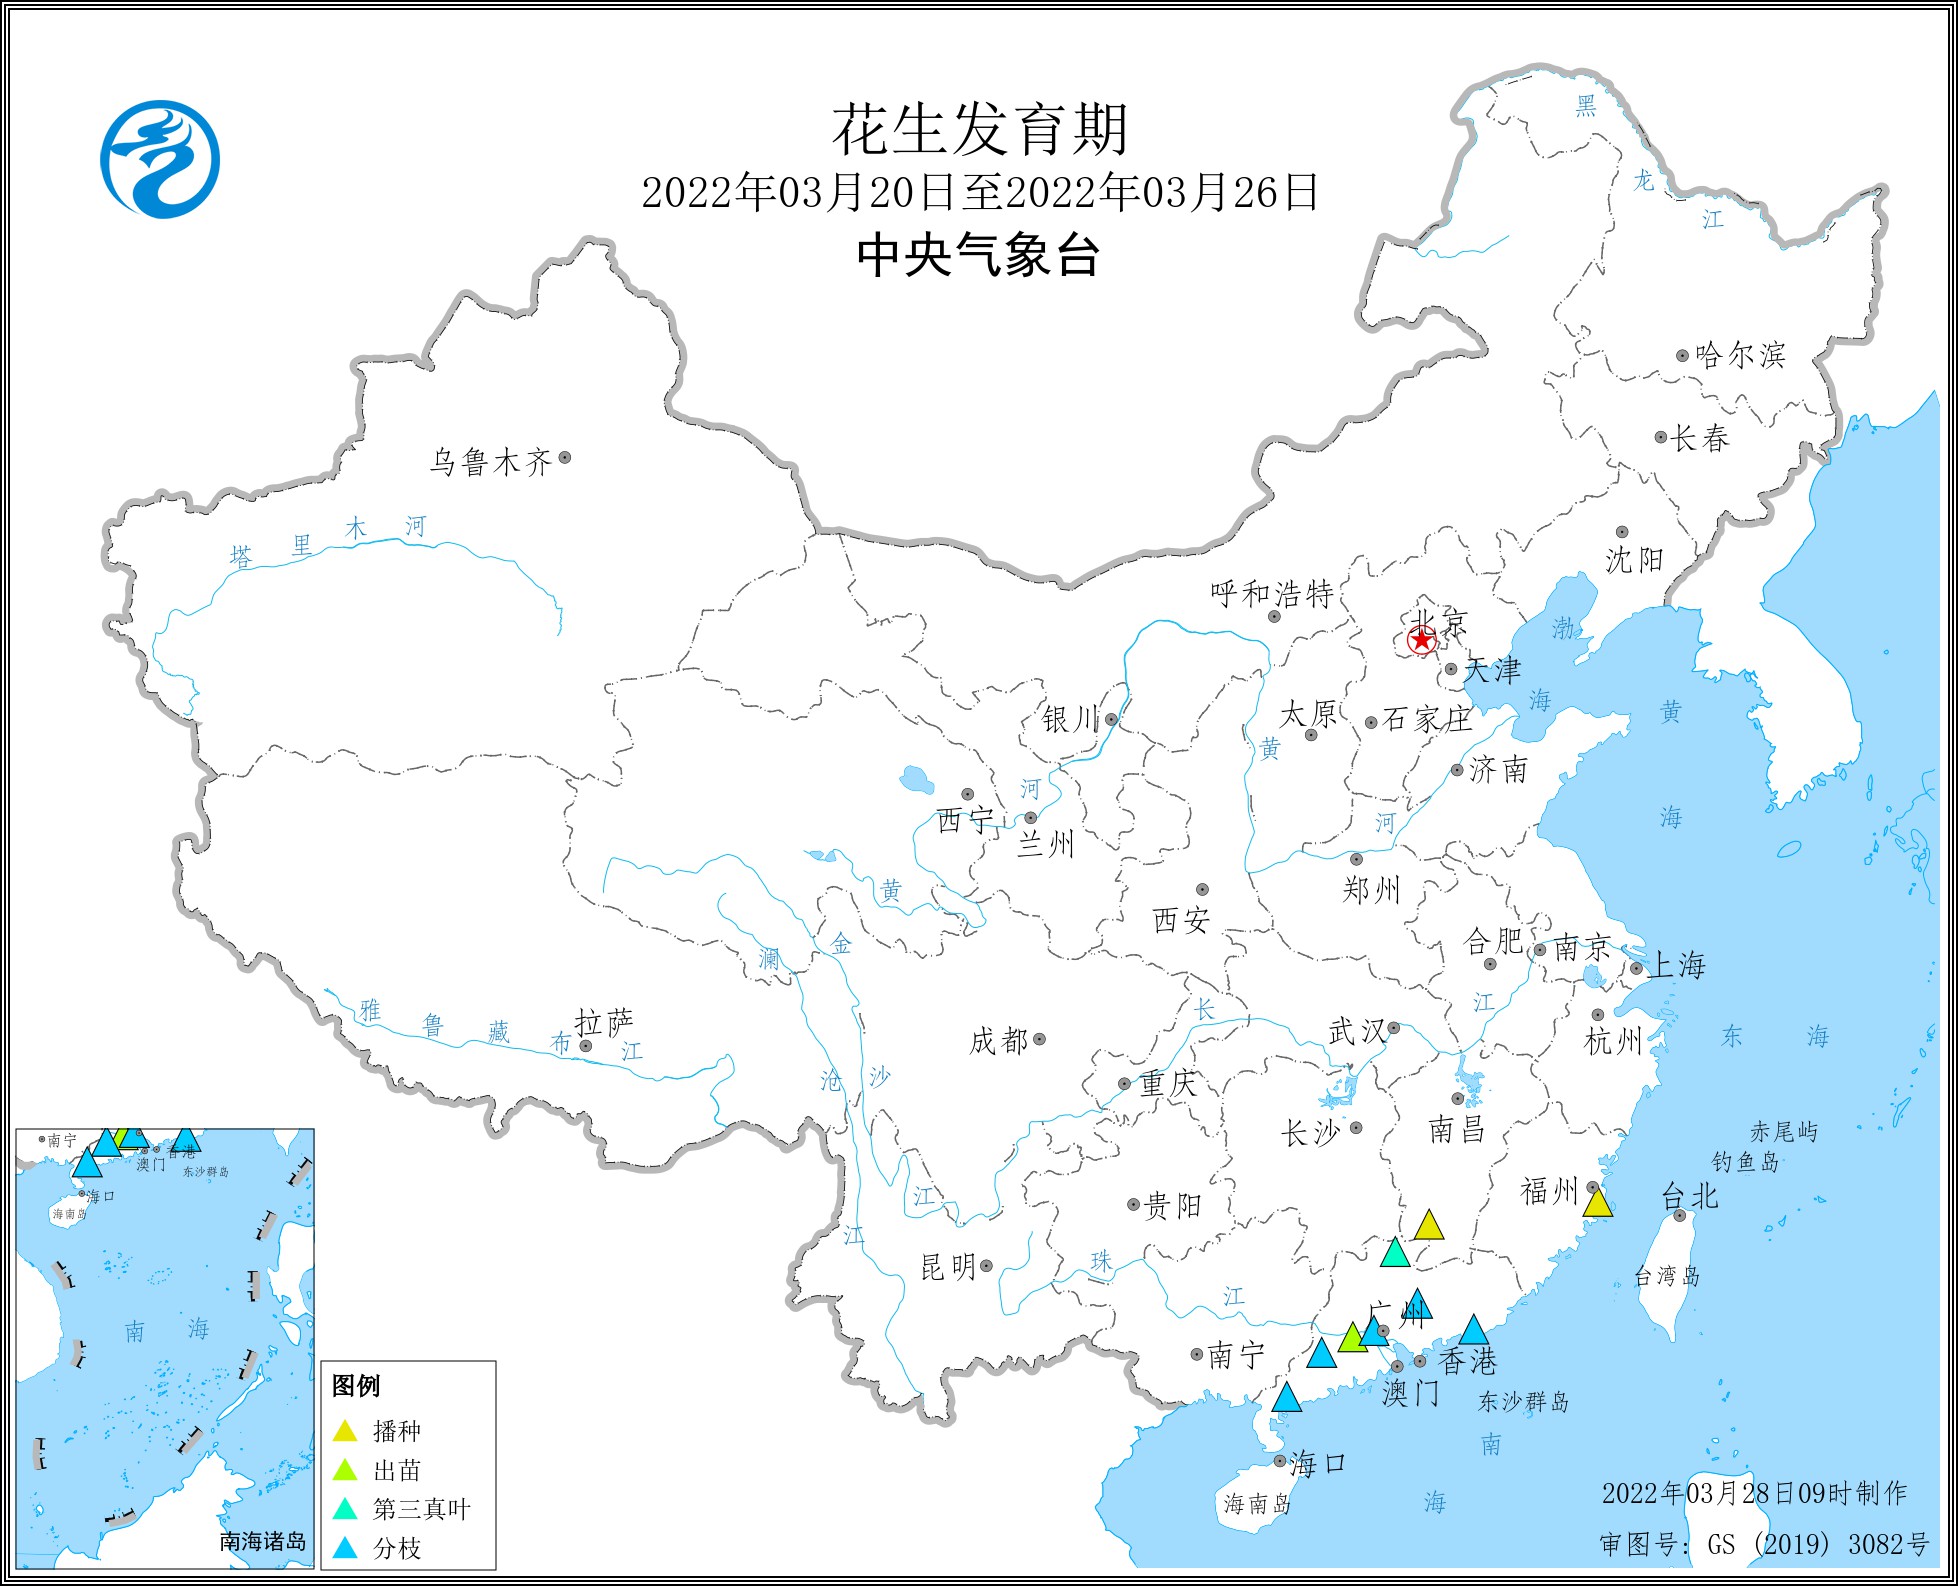 花生发育期
2022年03月20日至2022年03月26日
中央气象台
黑
龙
江
哈尔滨
长春
乌鲁木齐
塔里木河
沈阳
呼和浩特
北京
渤
天津
海
银川
太原
石家庄
黄
黄
济南
河
西宁
兰州
河
海
郑州
黄
西安
金
澜
合肥
南京
上海
雅鲁藏布江
拉萨
长
江
成都
武汉
杭州
东海
沧
沙
重庆
长沙
南昌
赤尾屿
钓鱼岛
江
贵阳
福州
台北
江
昆明
珠
台湾岛
江
广州
南宁
香港
澳门
东沙群岛
南
海口
海
海南岛
南宁
香港
澳门
东沙群岛
海口
海南岛
南海
南海诸岛
图例
播种
出苗
第三真叶
分枝
2022年03月28日09时制作
审图号: GS (2019) 3082号